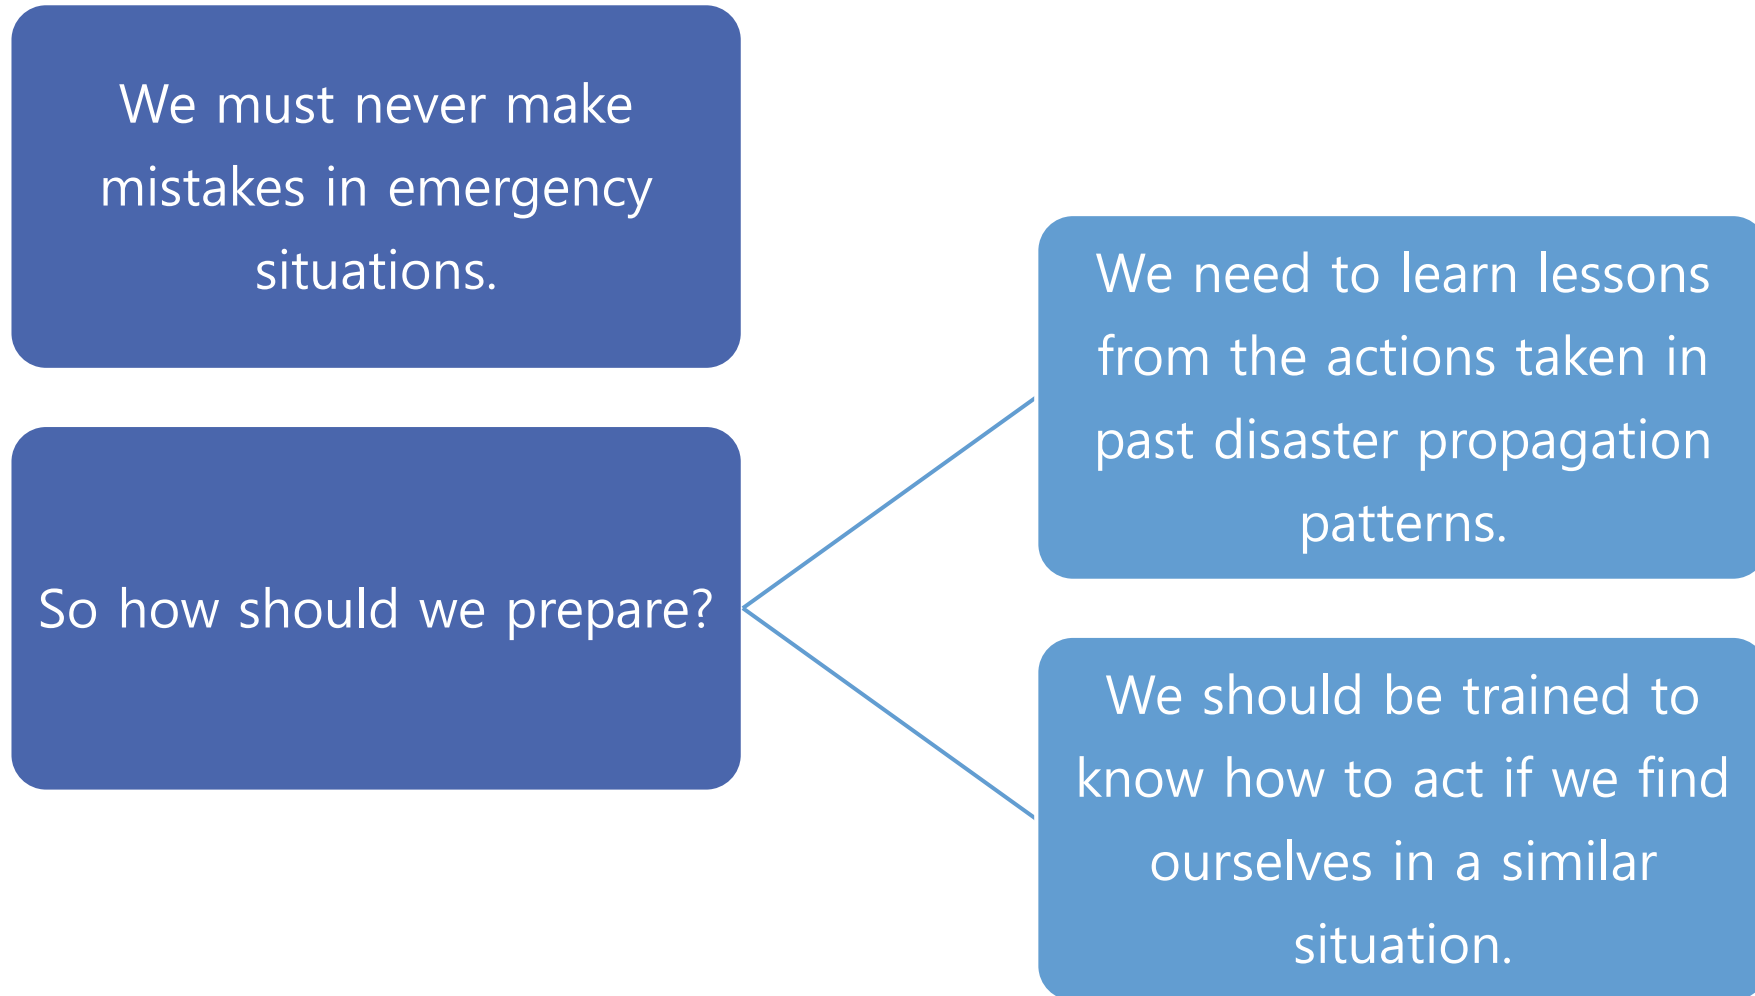 We must never make
mistakes in emergency
situations.
So how should we prepare?
We need to learn lessons
from the actions taken in
past disaster propagation
patterns.
We should be trained to
know how to act if we find
ourselves in a similar
situation.